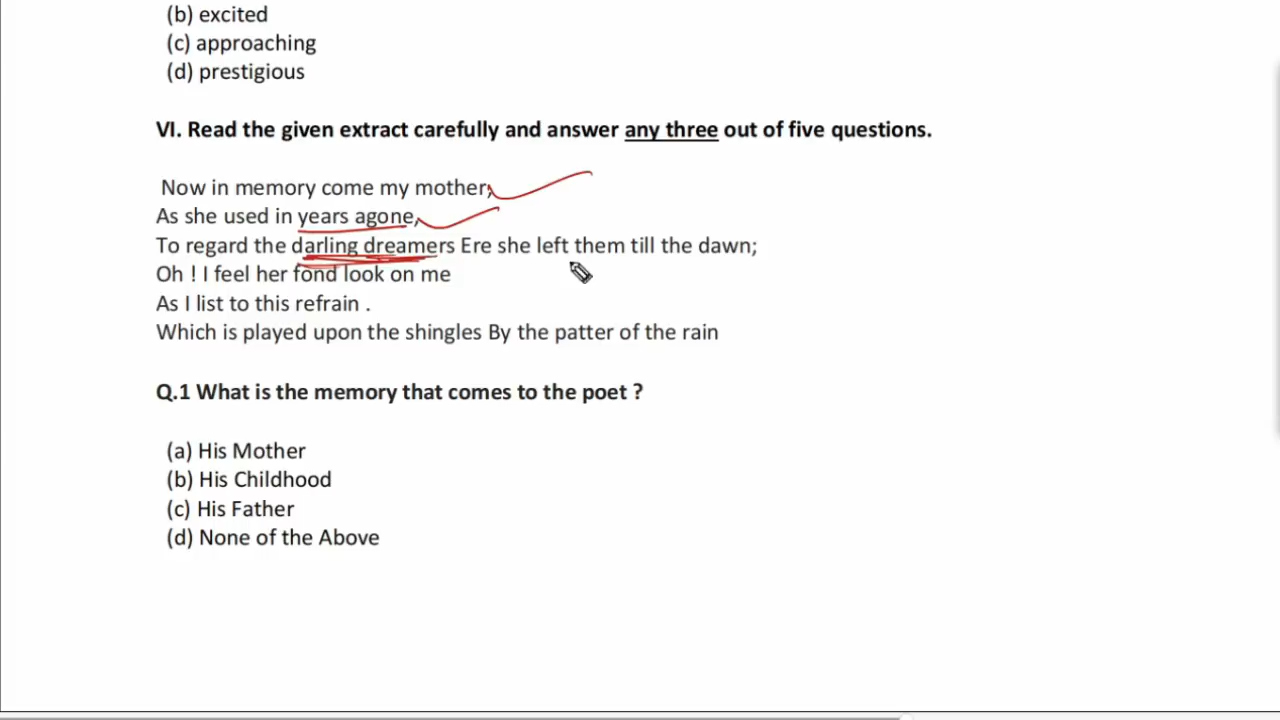 (b) excited
(c) approaching
(d) prestigious
VI. Read the given extract carefully and answer any three out of five questions.
Now in memory come my mother,
As she used in years agone,
To regard the darling dreamers Ere she left them till the dawn;
Oh ! I feel her fond look on me
As I list to this refrain .
Which is played upon the shingles By the patter of the rain
Q.1 What is the memory that comes to the poet ?
(a) His Mother
(b) His Childhood
(c) His Father
(d) None of the Above